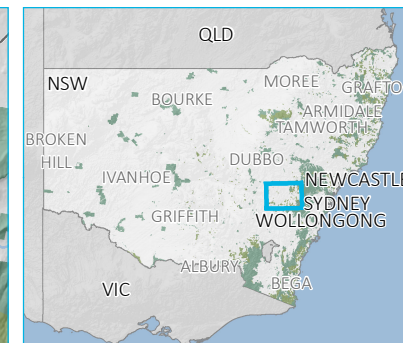 QLD
NSW
MOREE
GRAFTO
BOURKE
ARMIDALE
TAMWORTH
BROKEN
HILL
DUBBO
IVANHOE
NEWCASTLE
SYDNEY
GRIFFITH
WOLLONGONG
ALBURY
BEGA
VIC